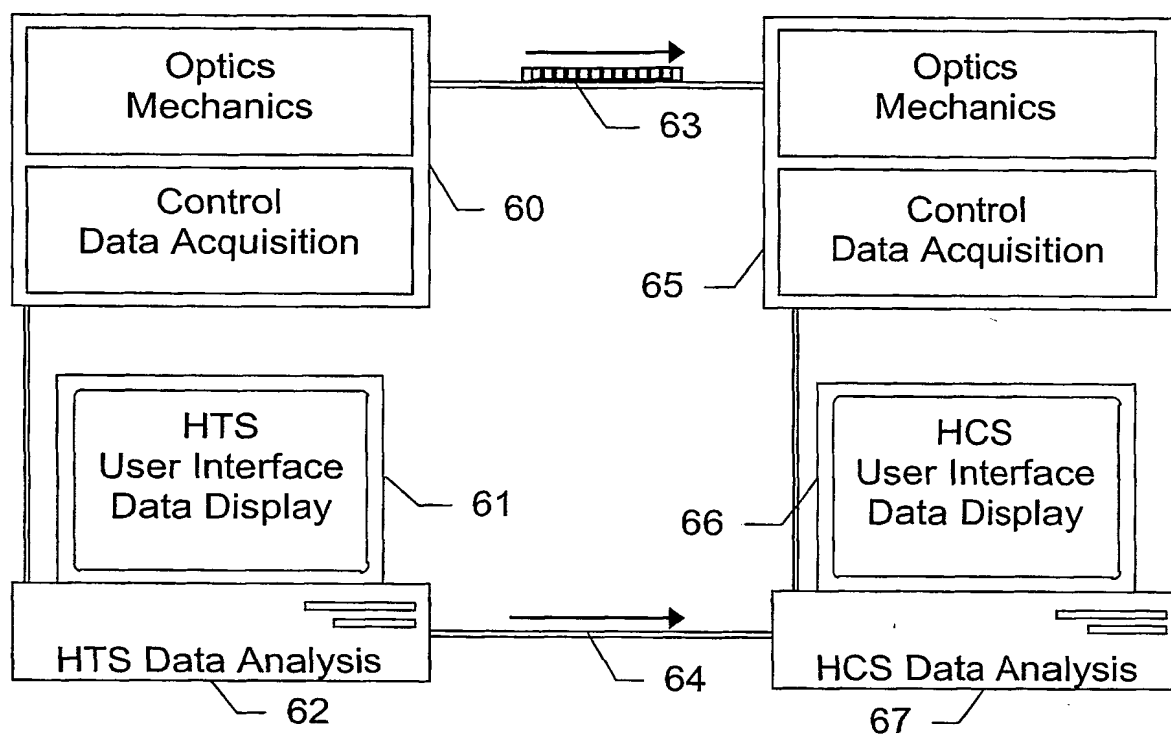 Optics
Mechanics
Control
Data Acquisition
60
63
Optics
Mechanics
Control
Data Acquisition
65
HTS
User Interface
Data Display
61
HTS Data Analysis
62
64
HCS
User Interface
Data Display
66
HCS Data Analysis
67